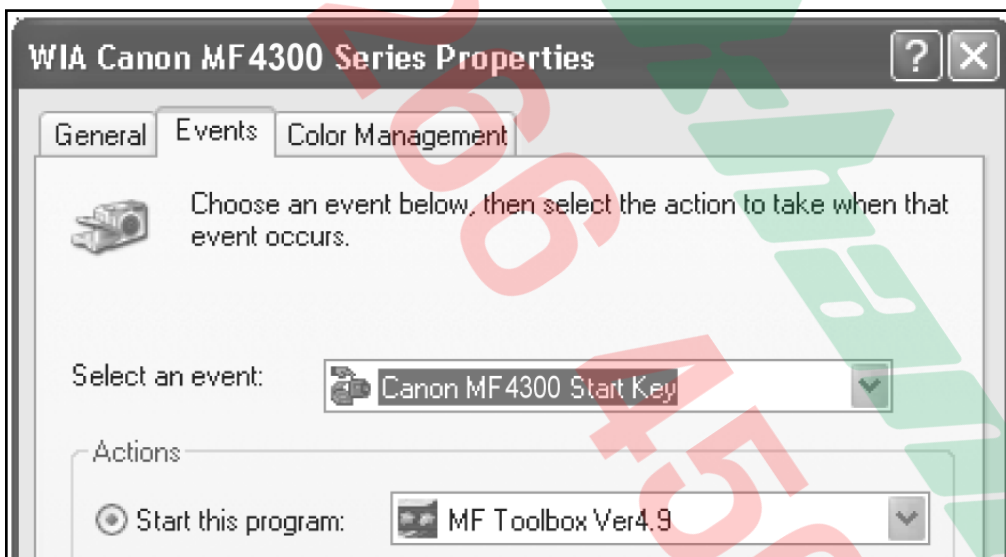 WIA Canon MF4300 Series Properties
General Events Color Management
Choose an event below, then select the action to take when that
event occurs.
Select an event: Canon MF4300 Start Key
Actions
Start this program: MF Toolbox Ver4.9